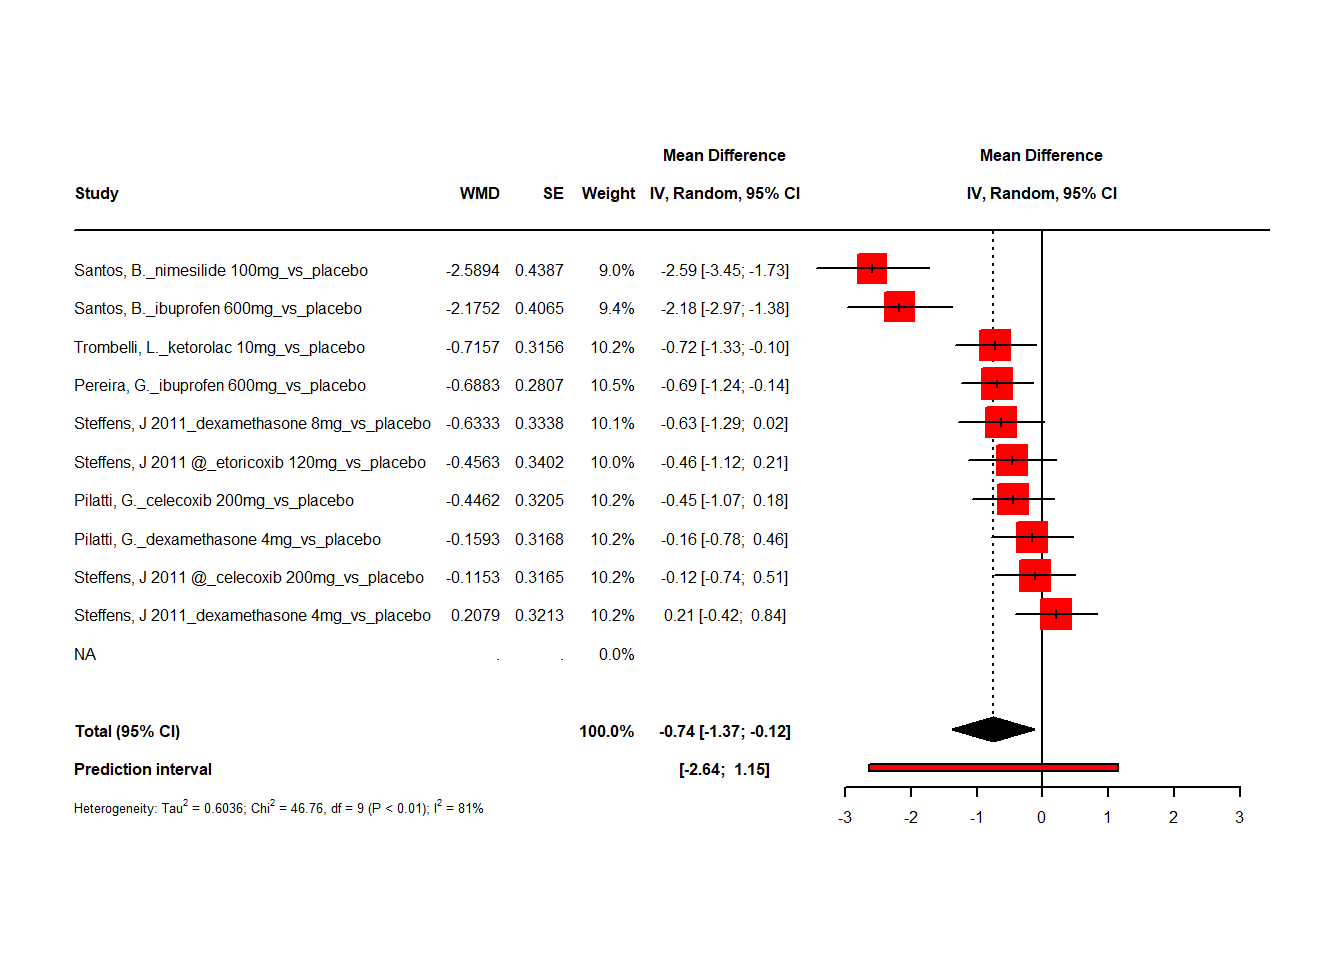 Mean Difference Mean Difference
Study WMD SE Weight IV, Random, 95% CI IV, Random, 95% CI
Santos, B._nimesilide 100mg_vs_placebo -2.5894 0.4387 9.0% -2.59 [-3.45; -1.73]
Santos, B._ibuprofen 600mg_vs_placebo -2.1752 0.4065 9.4% -2.18 [-2.97; -1.38]
Trombelli, L._ketorolac 10mg_vs_placebo -0.7157 0.3156 10.2% -0.72 [-1.33; -0.10]
Pereira, G._ibuprofen 600mg_vs_placebo -0.6883 0.2807 10.5% -0.69 [-1.24; -0.14]
Steffens, J 2011_dexamethasone 8mg_vs_placebo -0.6333 0.3338 10.1% -0.63 [-1.29; 0.02]
Steffens, J 2011 @_etoricoxib 120mg_vs_placebo -0.4563 0.3402 10.0% -0.46 [-1.12; 0.21]
Pilatti, G._celecoxib 200mg_vs_placebo -0.4462 0.3205 10.2% -0.45 [-1.07; 0.18]
Pilatti, G._dexamethasone 4mg_vs_placebo -0.1593 0.3168 10.2% -0.16 [-0.78; 0.46]
Steffens, J 2011 @_celecoxib 200mg_vs_placebo -0.1153 0.3165 10.2% -0.12 [-0.74; 0.51]
Steffens, J 2011_dexamethasone 4mg_vs_placebo 0.2079 0.3213 10.2% 0.21 [-0.42; 0.84]
NA . . 0.0%
Total (95% CI) 100.0% -0.74 [-1.37; -0.12]
Prediction interval [-2.64; 1.15]
Heterogeneity: Tau² = 0.6036; Chi² = 46.76, df = 9 (P < 0.01); I² = 81%
-3 -2 -1 0 1 2 3